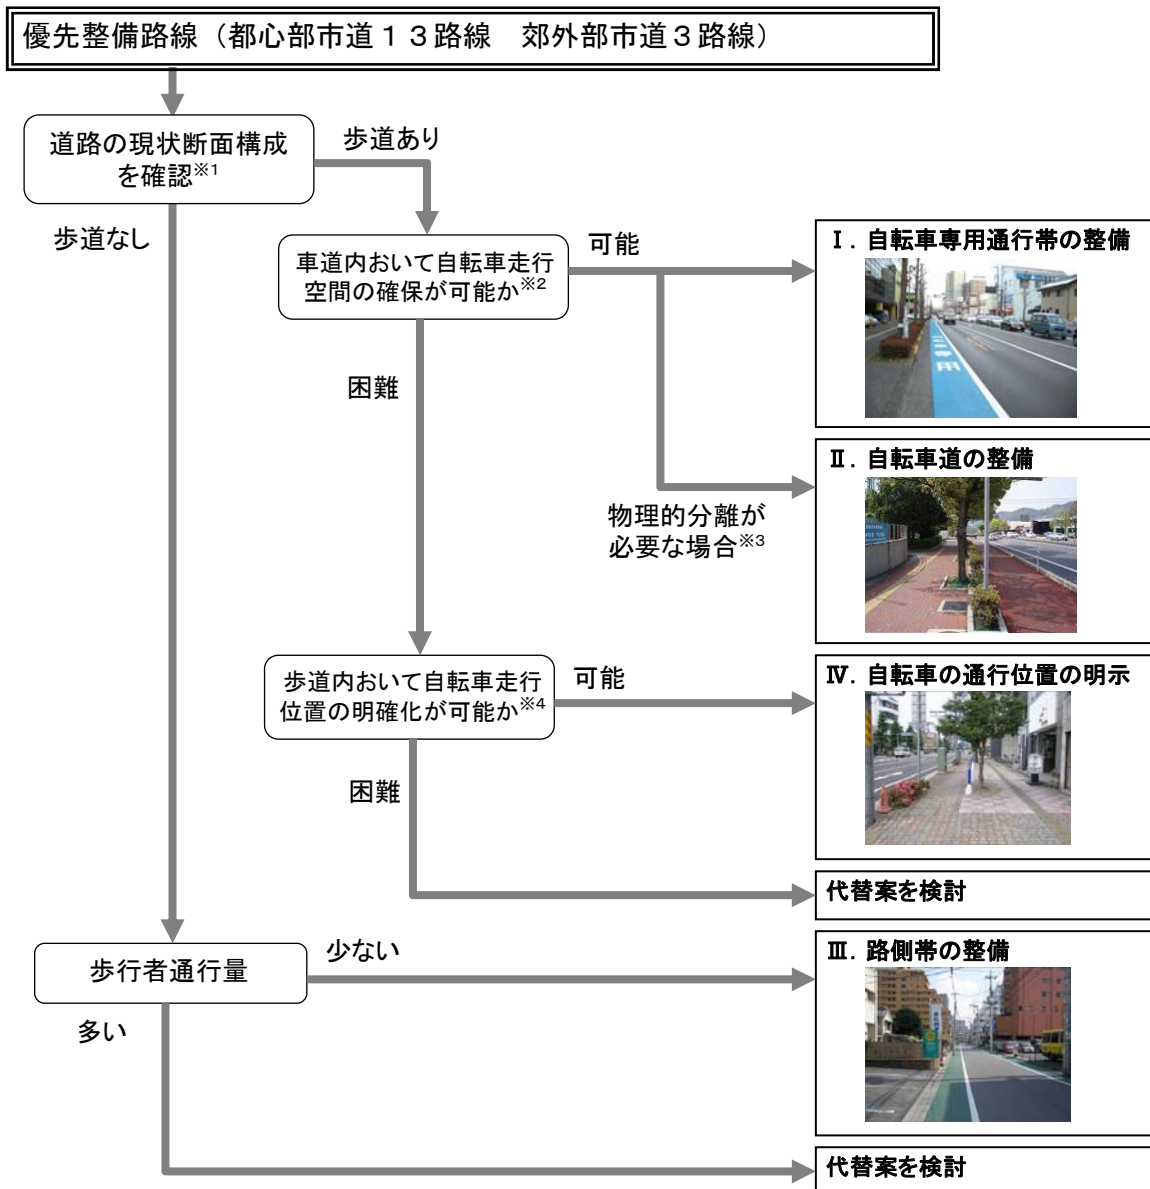 優先整備路線（都心部市道１３路線　郊外部市道３路線）
道路の現状断面構成
を確認※1
歩道あり
歩道なし
車道内おいて自転車走行
空間の確保が可能か※2
可能
Ⅰ．自転車専用通行帯の整備
困難
Ⅱ．自転車道の整備
物理的分離が
必要な場合※3
歩道内おいて自転車走行
位置の明確化が可能か※4
可能
Ⅳ．自転車の通行位置の明示
困難
代替案を検討
歩行者通行量
少ない
Ⅲ．路側帯の整備
多い
代替案を検討